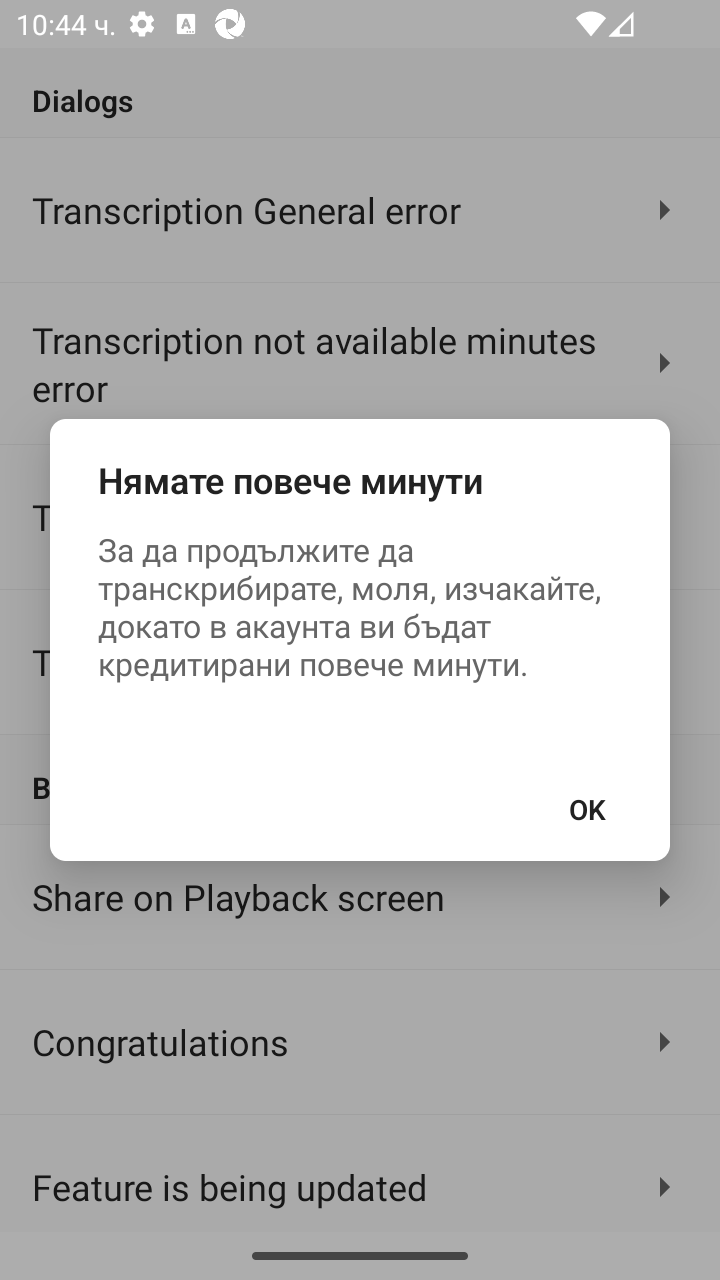 10:44 ч.
Dialogs
Transcription General error
Transcription not available minutes
error
Нямате повече минути
За да продължите да
транскрибирате, моля, изчакайте,
докато в акаунта ви бъдат
кредитирани повече минути.
OK
Share on Playback screen
Congratulations
Feature is being updated